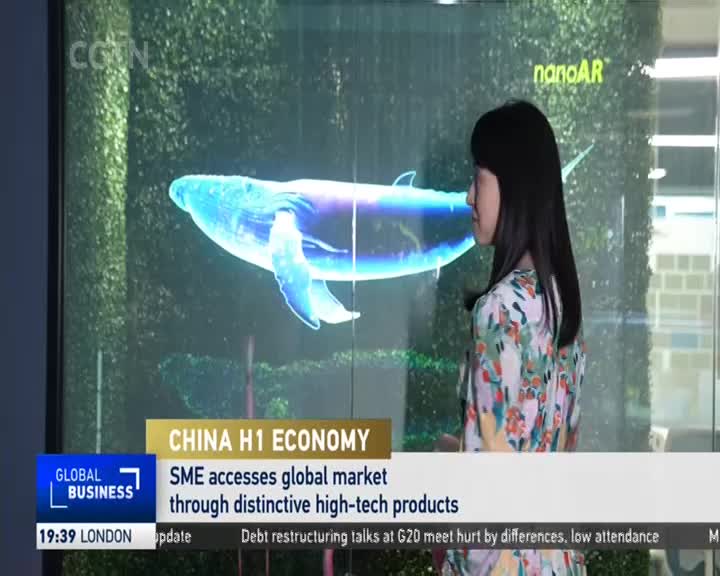 CGTN
nanoAR
CHINA H1 ECONOMY
SME accesses global market
through distinctive high-tech products
GLOBAL
BUSINESS
19:39 LONDON
update Debt restructuring talks at G20 meet hurt by differences, low attendance M